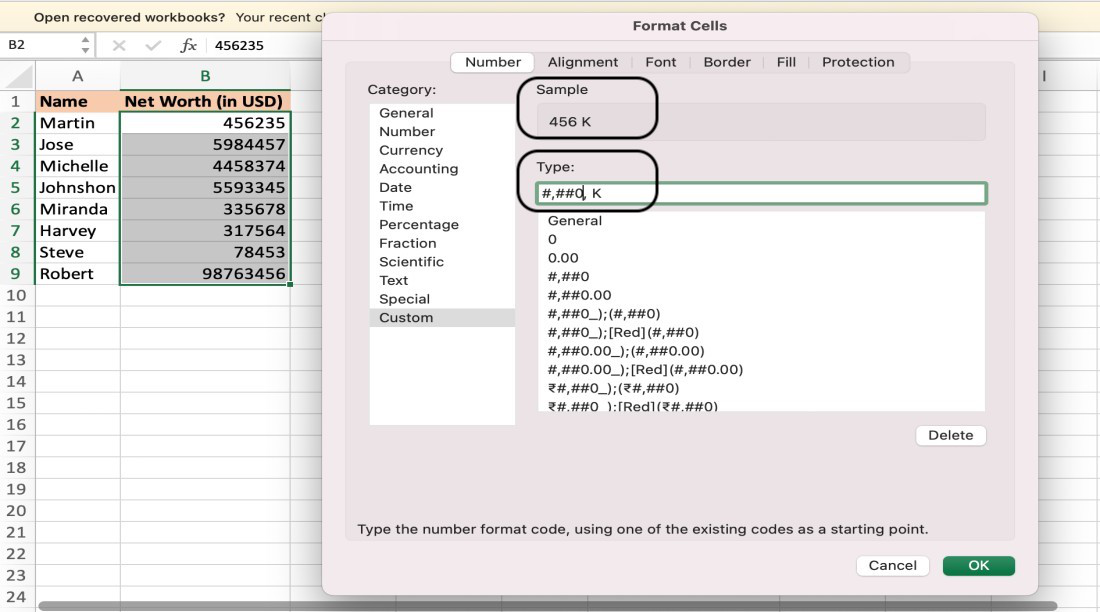 Open recovered workbooks? Your recent ch
B2 fx 456235
A B I
1 Name Net Worth (in USD)
2 Martin 456235
3 Jose 5984457
4 Michelle 4458374
5 Johnshon 5593345
6 Miranda 335678
7 Harvey 317564
8 Steve 78453
9 Robert 98763456
10
11
12
13
14
15
16
17
18
19
20
21
22
23
24
Format Cells
Number Alignment Font Border Fill Protection
Category:
General
Number
Currency
Accounting
Date
Time
Percentage
Fraction
Scientific
Text
Special
Custom
Sample
456 K
Type:
#,##0, K
General
0
0.00
#,##0
#,##0.00
#,##0_);(#,##0)
#,##0_);[Red](#,##0)
#,##0.00_);(#,##0.00)
#,##0.00_);[Red](#,##0.00)
₹#,##0_);(₹#,##0)
₹#,##0_);[Red](₹#,##0)
Delete
Type the number format code, using one of the existing codes as a starting point.
Cancel OK